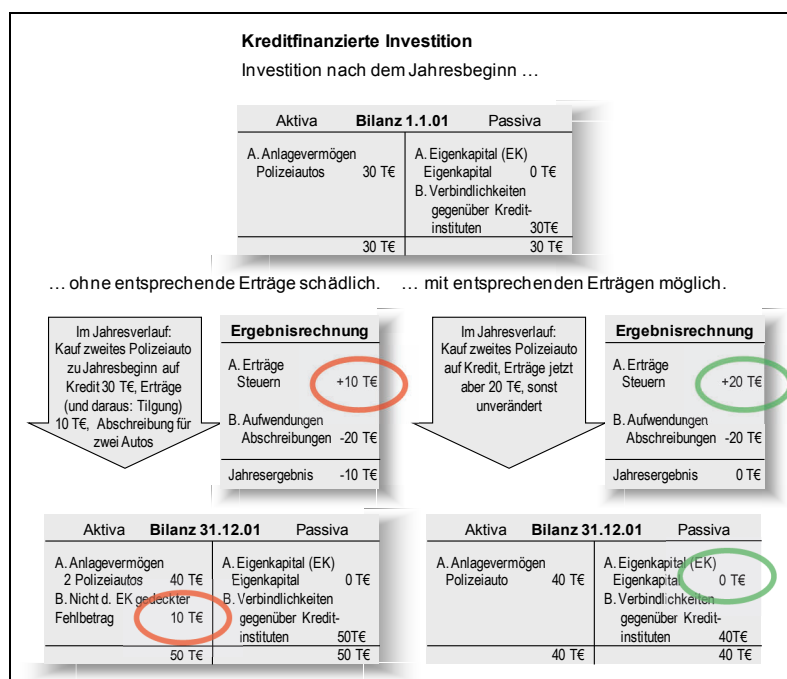 Kreditfinanzierte Investition
Investition nach dem Jahresbeginn …
Aktiva Bilanz 1.1.01 Passiva
A. Anlagevermögen
Polizeiautos 30 T€
30 T€
A. Eigenkapital (EK)
Eigenkapital 0 T€
B. Verbindlichkeiten
gegenüber Kredit-
instituten 30T€
30 T€
… ohne entsprechende Erträge schädlich.
Im Jahresverlauf:
Kauf zweites Polizeiauto
zu Jahresbeginn auf
Kredit 30 T€, Erträge
(und daraus: Tilgung)
10 T€, Abschreibung für
zwei Autos
Ergebnisrechnung
A. Erträge
Steuern +10 T€
B. Aufwendungen
Abschreibungen -20 T€
Jahresergebnis -10 T€
Aktiva Bilanz 31.12.01 Passiva
A. Anlagevermögen
2 Polizeiautos 40 T€
B. Nicht d. EK gedeckter
Fehlbetrag 10 T€
50 T€
A. Eigenkapital (EK)
Eigenkapital 0 T€
B. Verbindlichkeiten
gegenüber Kredit-
instituten 50T€
50 T€
… mit entsprechenden Erträgen möglich.
Im Jahresverlauf:
Kauf zweites Polizeiauto
auf Kredit, Erträge jetzt
aber 20 T€, sonst
unverändert
Ergebnisrechnung
A. Erträge
Steuern +20 T€
B. Aufwendungen
Abschreibungen -20 T€
Jahresergebnis 0 T€
Aktiva Bilanz 31.12.01 Passiva
A. Anlagevermögen
Polizeiauto 40 T€
40 T€
A. Eigenkapital (EK)
Eigenkapital 0 T€
B. Verbindlichkeiten
gegenüber Kredit-
instituten 40T€
40 T€